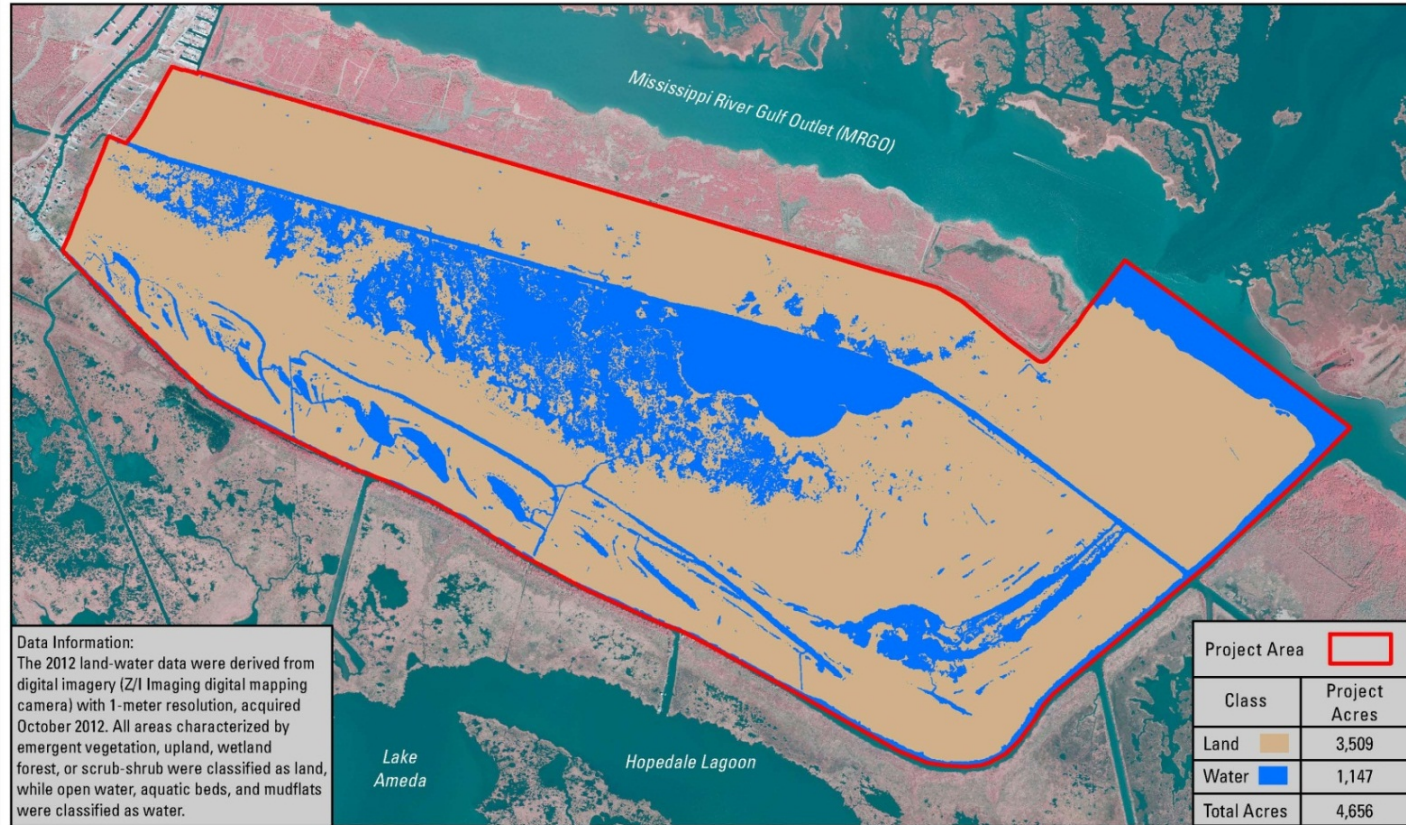 Mississippi River Gulf Outlet (MRGO)
Data Information:
The 2012 land-water data were derived from
digital imagery (Z/I Imaging digital mapping
camera) with 1-meter resolution, acquired
October 2012. All areas characterized by
emergent vegetation, upland, wetland
forest, or scrub-shrub were classified as land,
while open water, aquatic beds, and mudflats
were classified as water.
Lake
Ameda
Hopedale Lagoon
Project Area
Class Project
Acres
Land 3,509
Water 1,147
Total Acres 4,656